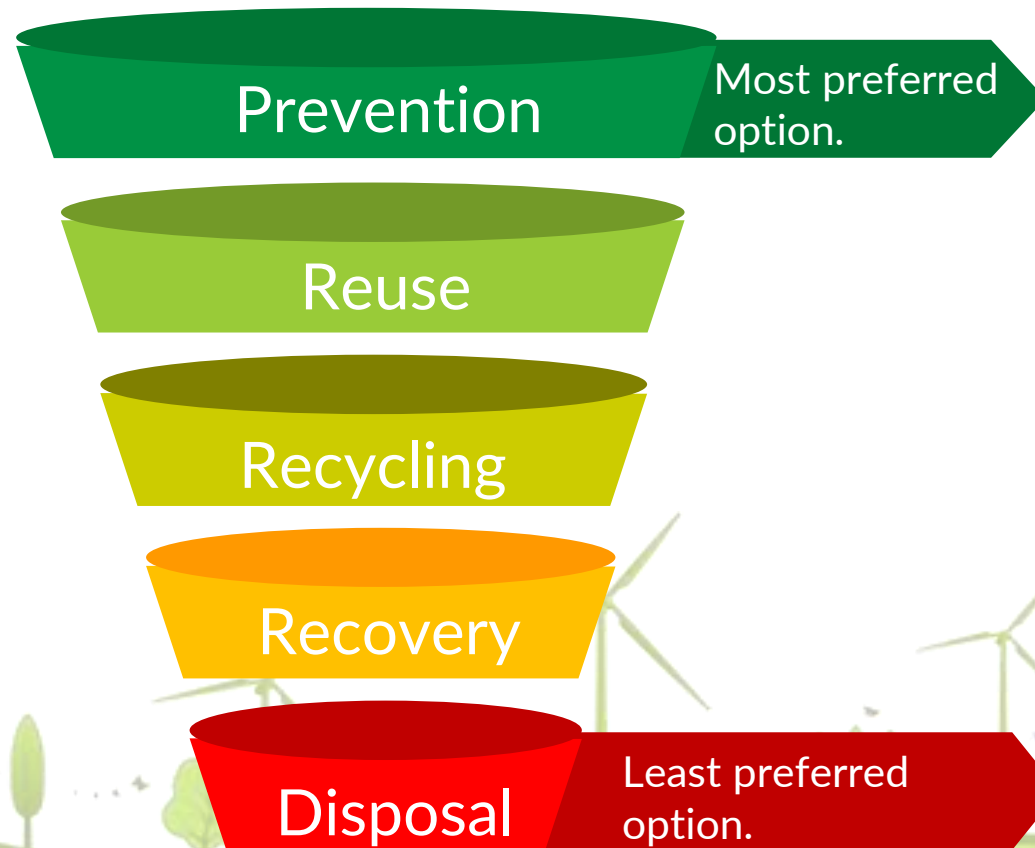 Prevention
Most preferred
option.
Reuse
Recycling
Recovery
Disposal
Least preferred
option.